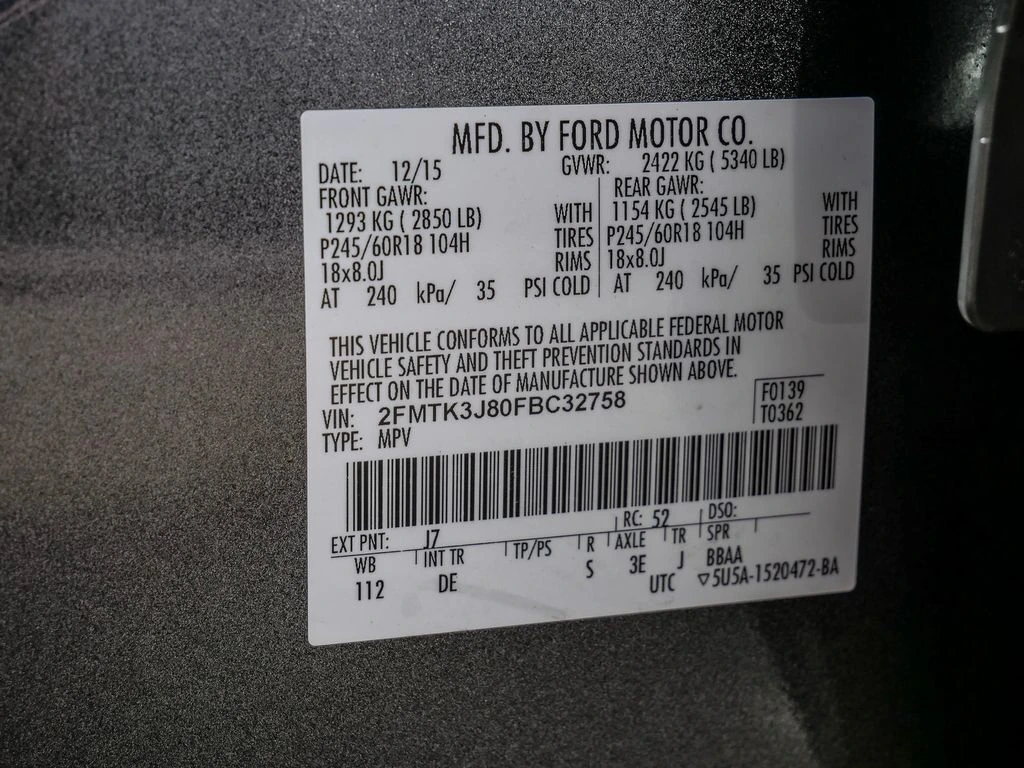 MFD. BY FORD MOTOR CO.
DATE: 12/15 GVWR: 2422 KG ( 5340 LB)
FRONT GAWR: REAR GAWR:
1293 KG ( 2850 LB) WITH 1154 KG ( 2545 LB) WITH
P245/60R18 104H TIRES P245/60R18 104H TIRES
18x8.0J RIMS 18x8.0J RIMS
AT 240 kPa/ 35 PSI COLD AT 240 kPa/ 35 PSI COLD
THIS VEHICLE CONFORMS TO ALL APPLICABLE FEDERAL MOTOR
VEHICLE SAFETY AND THEFT PREVENTION STANDARDS IN
EFFECT ON THE DATE OF MANUFACTURE SHOWN ABOVE.
VIN: 2FMTK3J80FBC32758 F0139
TYPE: MPV T0362
EXT PNT: J7 RC: 52 DSO:
WB INT TR TP/PS R AXLE TR SPR
112 DE S 3E J BBAA
UTC ▽5U5A-1520472-BA